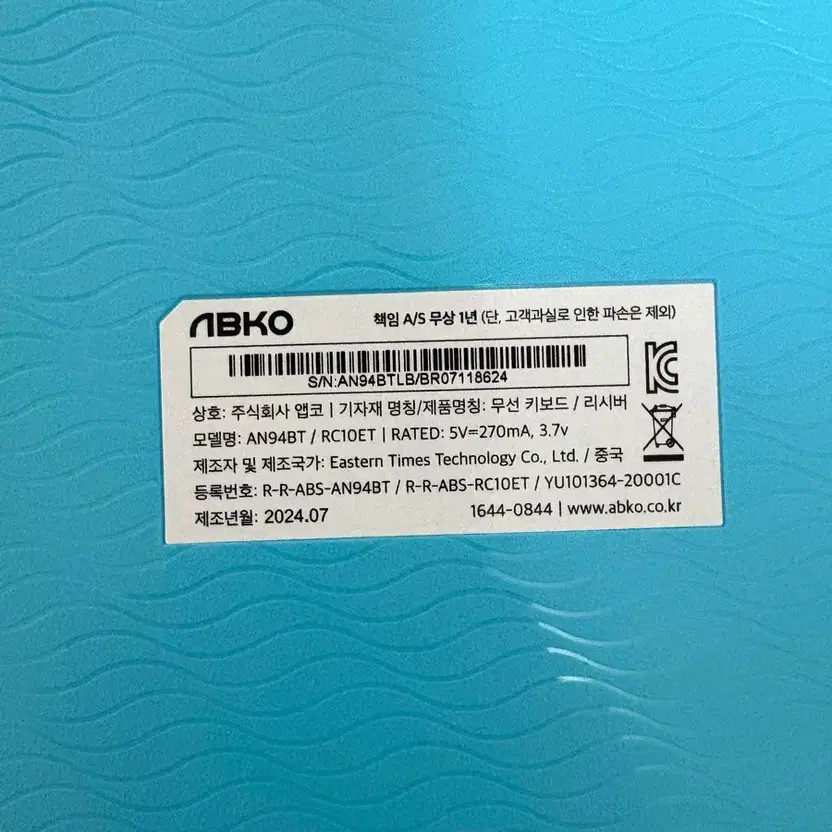 ABKO
책임 A/S 무상 1년 (단, 고객과실로 인한 파손은 제외)
S/N:AN94BTLB/BR07118624
상호: 주식회사 앱코 | 기자재 명칭/제품명칭: 무선 키보드 / 리시버
모델명: AN94BT / RC10ET | RATED: 5V=270mA, 3.7v
제조자 및 제조국가: Eastern Times Technology Co., Ltd. / 중국
등록번호: R-R-ABS-AN94BT / R-R-ABS-RC10ET / YU101364-20001C
제조년월: 2024.07
1644-0844 | www.abko.co.kr